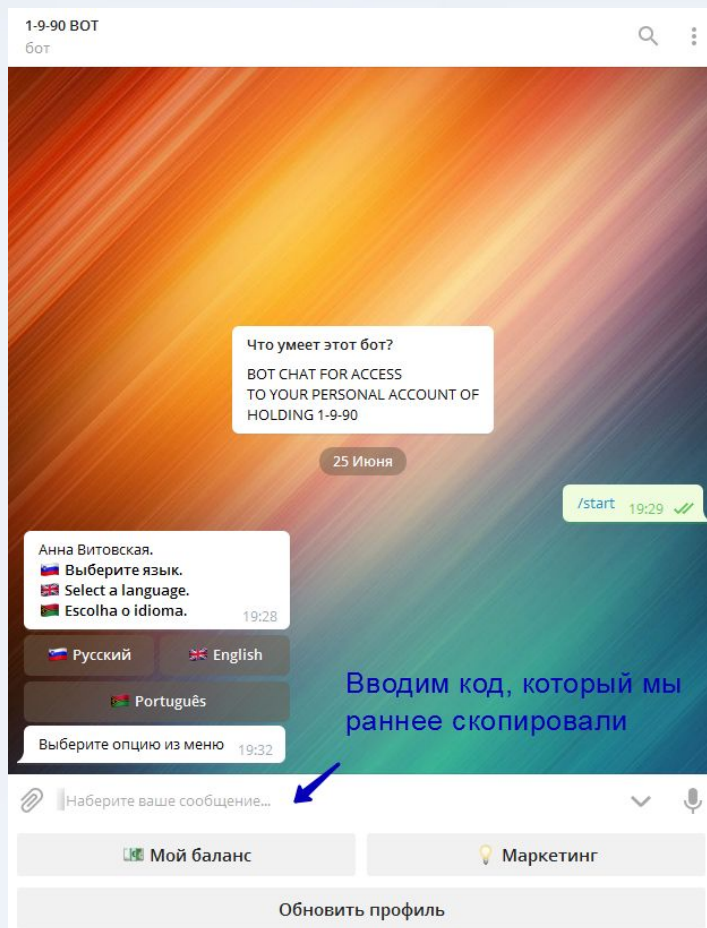 1-9-90 BOT
бот
Что умеет этот бот?
BOT CHAT FOR ACCESS
TO YOUR PERSONAL ACCOUNT OF
HOLDING 1-9-90
25 Июня
/start 19:29
Анна Витовская.
Выберите язык.
Select a language.
Escolha o idioma.
19:28
Русский
English
Português
Выберите опцию из меню 19:32
Вводим код, который мы
раннее скопировали
Наберите ваше сообщение...
Мой баланс
Маркетинг
Обновить профиль